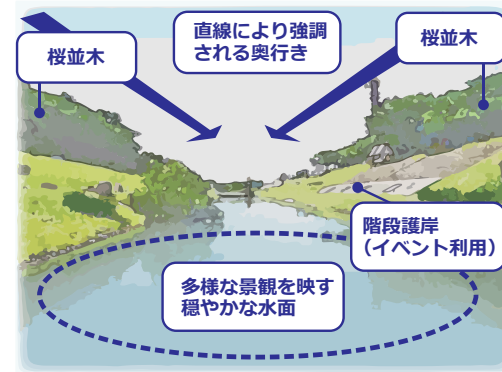 桜並木
直線により強調
される奥行き
桜並木
階段護岸
(イベント利用)
多様な景観を映す
穏やかな水面